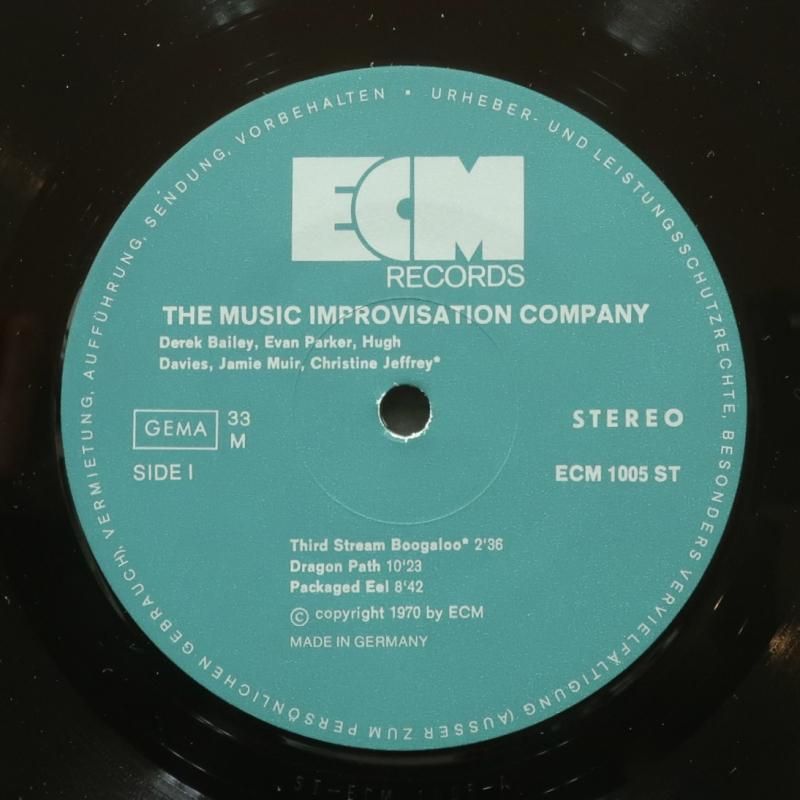 URHEBER- UND LEISTUNGSSCHUTZRECHTE, BESONDERS VERVIELFÄLTIGUNG (AUSSER ZUM PERSÖNLICHEN GEBRAUCH), VERMIETUNG, AUFFÜHRUNG, SENDUNG, VORBEHALTEN •
ECM
RECORDS
THE MUSIC IMPROVISATION COMPANY
Derek Bailey, Evan Parker, Hugh
Davies, Jamie Muir, Christine Jeffrey*
GEMA 33 M
STEREO
SIDE I
ECM 1005 ST
Third Stream Boogaloo* 2'36
Dragon Path 10'23
Packaged Eel 8'42
© copyright 1970 by ECM
MADE IN GERMANY
ST-ECM